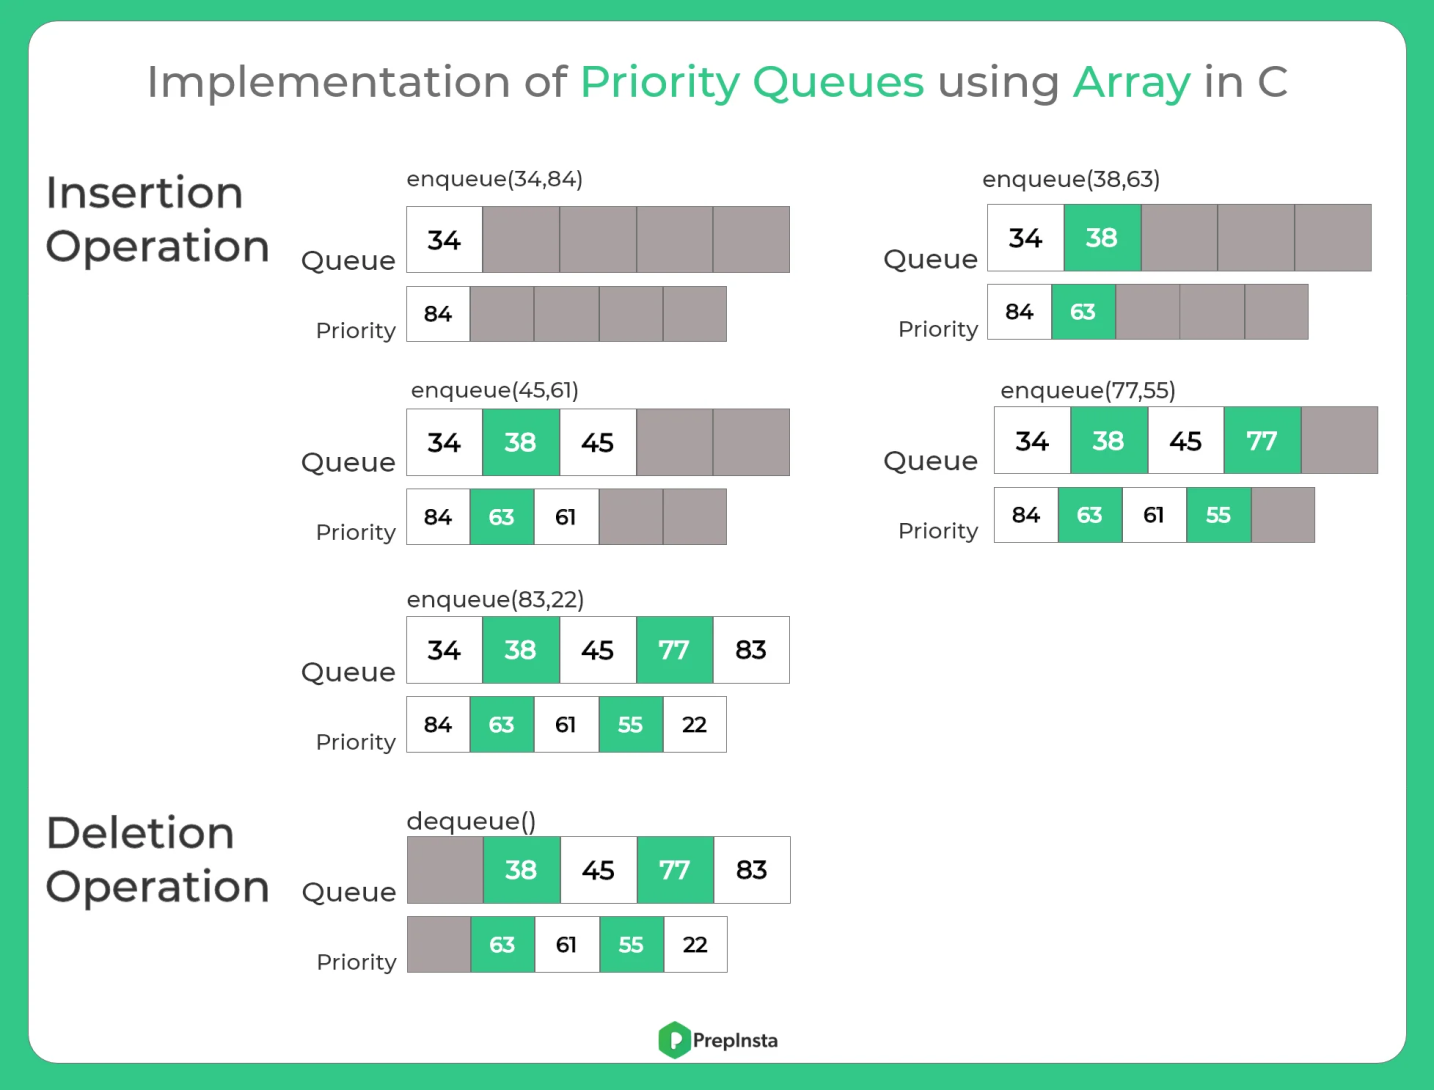 Implementation of Priority Queues using Array in C
Insertion
Operation
enqueue(34,84)
Queue
34
Priority
84
enqueue(38,63)
Queue
34 38
Priority
84 63
enqueue(45,61)
Queue
34 38 45
Priority
84 63 61
enqueue(77,55)
Queue
34 38 45 77
Priority
84 63 61 55
enqueue(83,22)
Queue
34 38 45 77 83
Priority
84 63 61 55 22
Deletion
Operation
dequeue()
Queue
38 45 77 83
Priority
63 61 55 22
PrepInsta